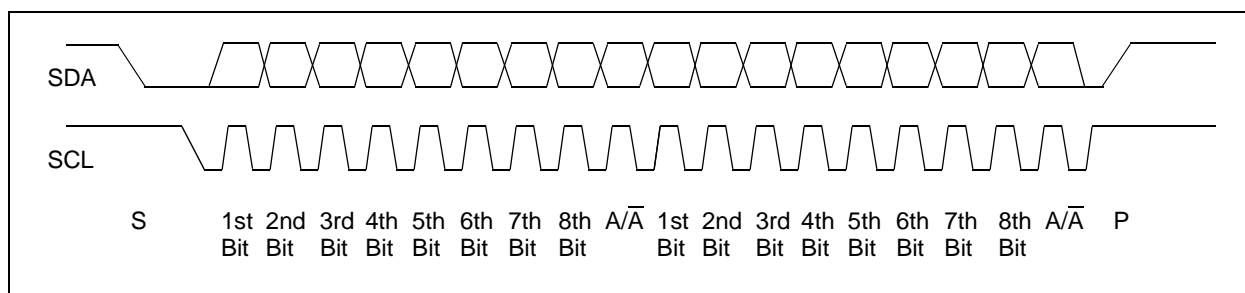 SDA
SCL
S 1st 2nd 3rd 4th 5th 6th 7th 8th A/A̅ 1st 2nd 3rd 4th 5th 6th 7th 8th A/A̅ P
Bit Bit Bit Bit Bit Bit Bit Bit Bit Bit Bit Bit Bit Bit Bit Bit